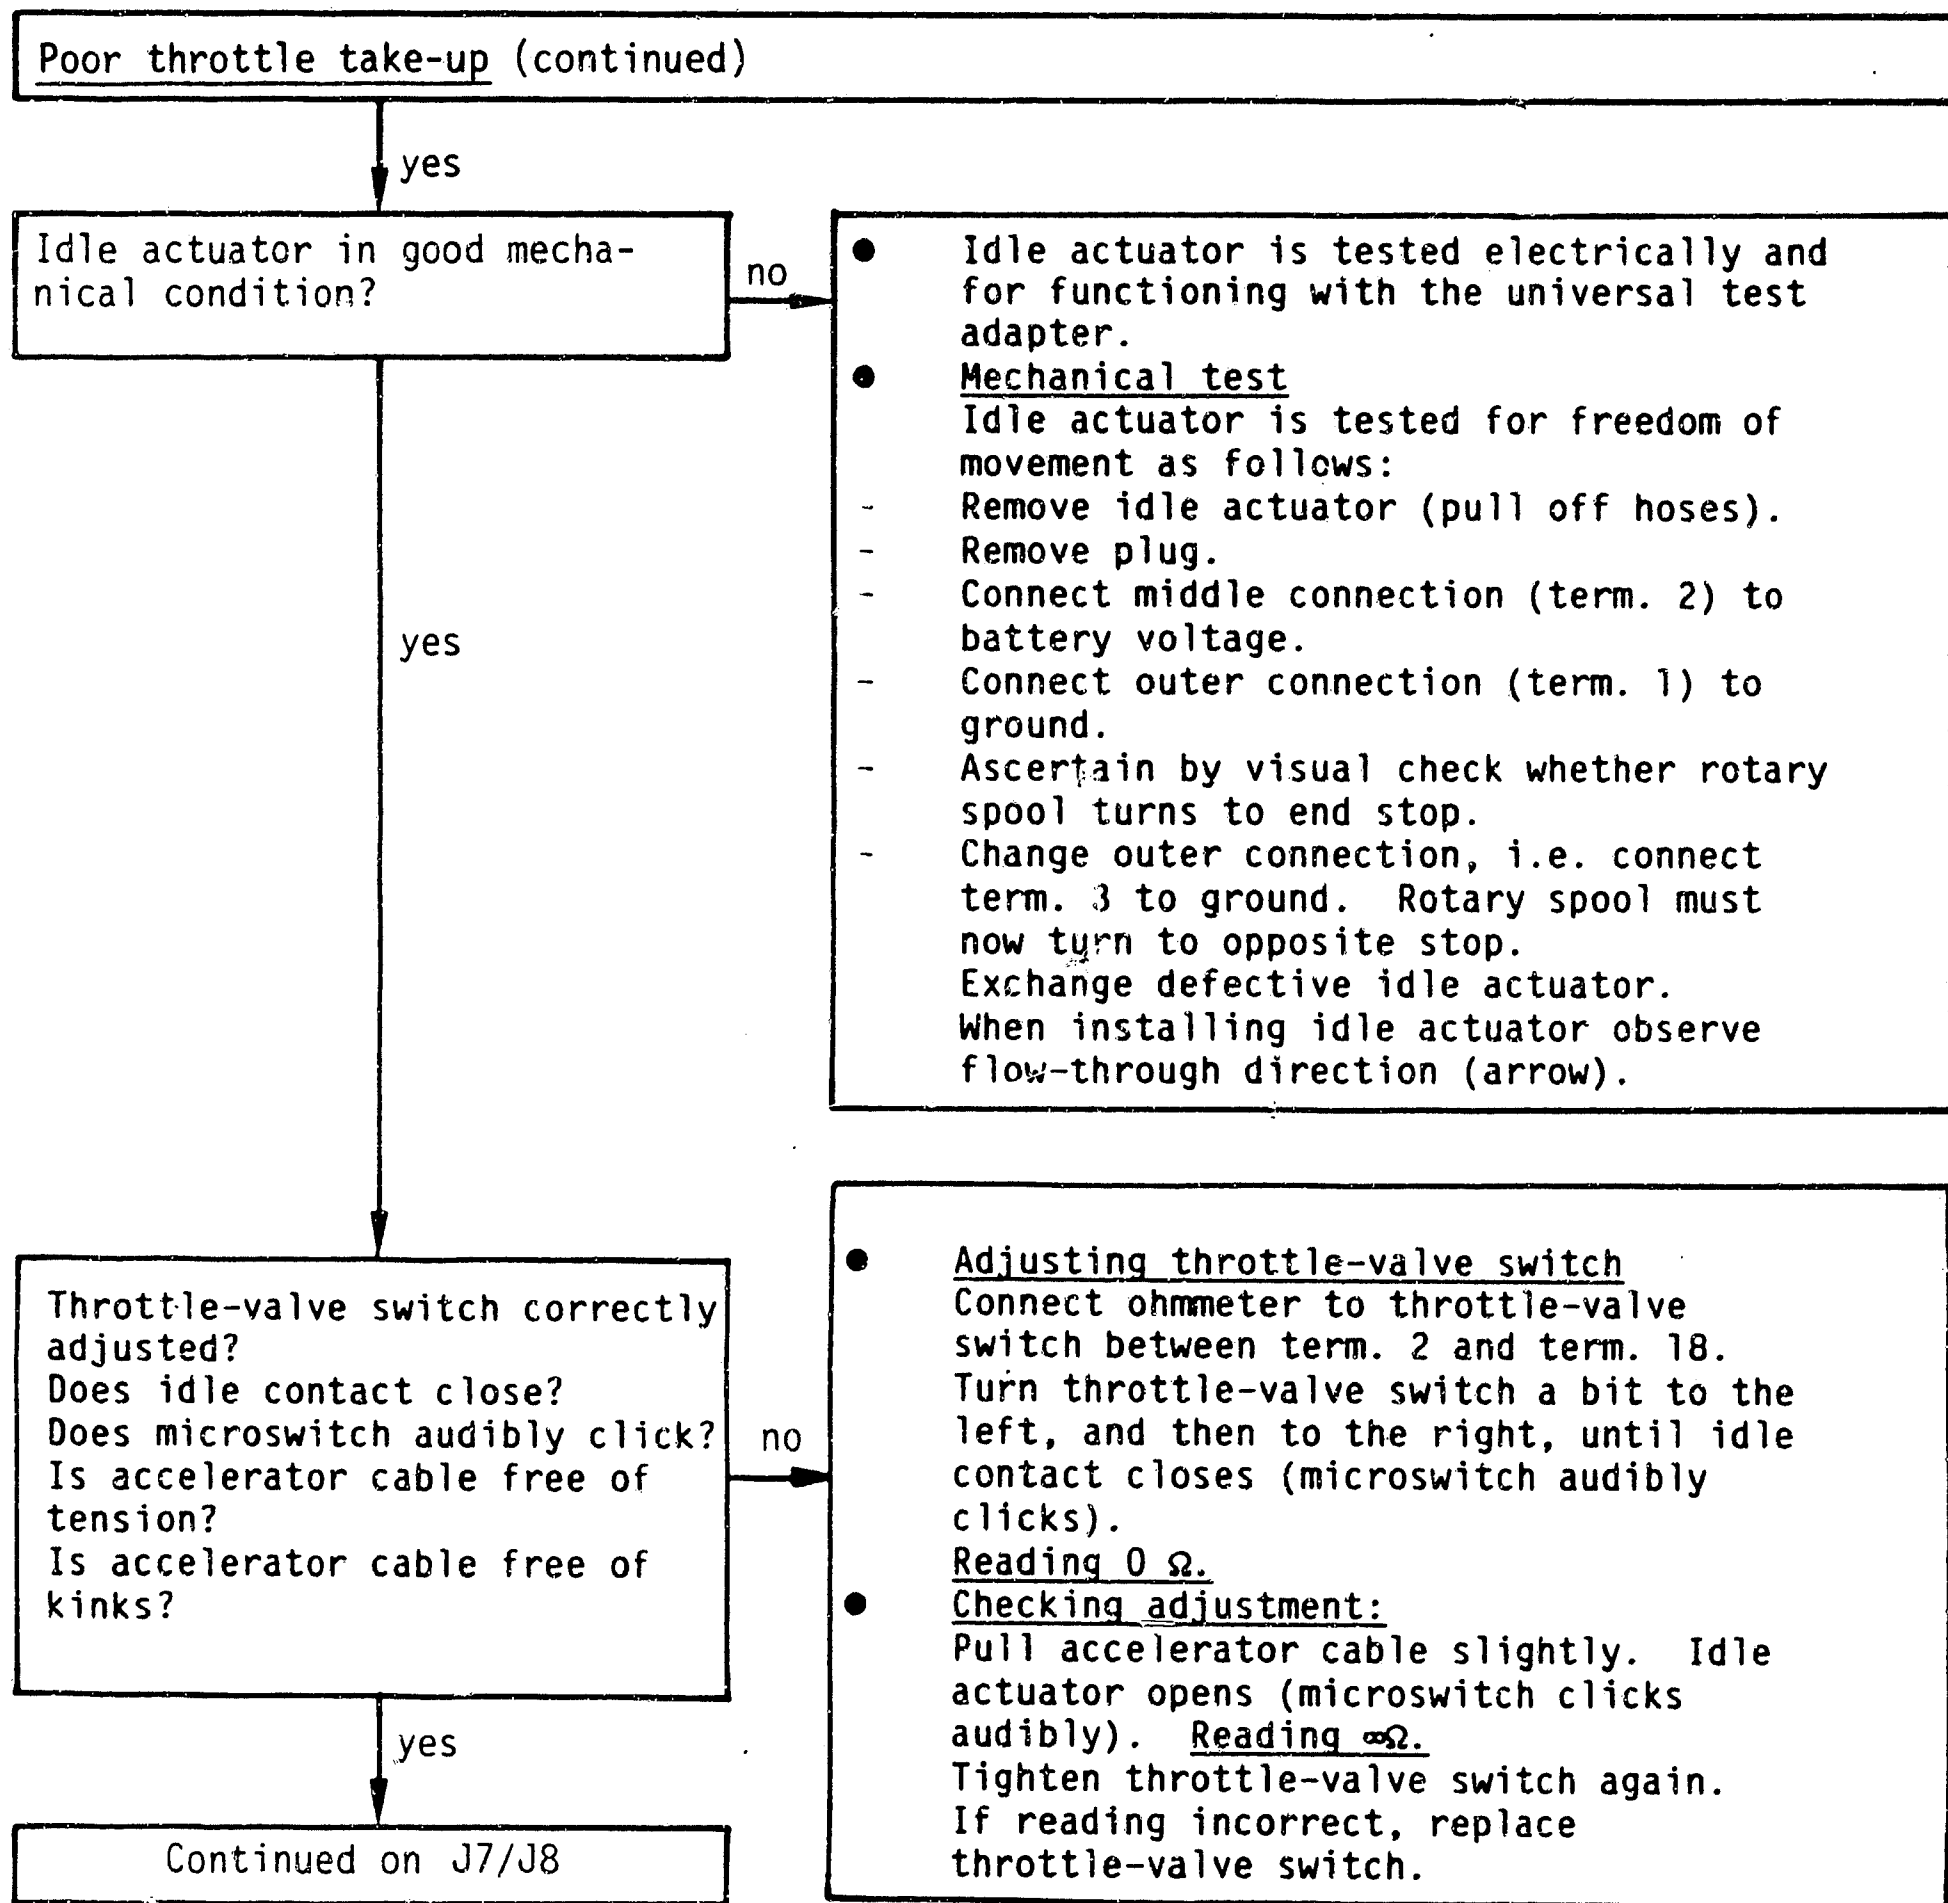 Poor throttle take-up (continued)
yes
Idle actuator in good mecha-
nical condition?
no
● Idle actuator is tested electrically and
for functioning with the universal test
adapter.
● Mechanical test
Idle actuator is tested for freedom of
movement as follows:
- Remove idle actuator (pull off hoses).
- Remove plug.
- Connect middle connection (term. 2) to
battery voltage.
- Connect outer connection (term. 1) to
ground.
- Ascertain by visual check whether rotary
spool turns to end stop.
- Change outer connection, i.e. connect
term. 3 to ground. Rotary spool must
now turn to opposite stop.
Exchange defective idle actuator.
When installing idle actuator observe
flow-through direction (arrow).
yes
Throttle-valve switch correctly
adjusted?
Does idle contact close?
Does microswitch audibly click?
Is accelerator cable free of
tension?
Is accelerator cable free of
kinks?
no
● Adjusting throttle-valve switch
Connect ohmmeter to throttle-valve
switch between term. 2 and term. 18.
Turn throttle-valve switch a bit to the
left, and then to the right, until idle
contact closes (microswitch audibly
clicks).
Reading 0 Ω.
● Checking adjustment:
Pull accelerator cable slightly. Idle
actuator opens (microswitch clicks
audibly). Reading ∞Ω.
Tighten throttle-valve switch again.
If reading incorrect, replace
throttle-valve switch.
yes
Continued on J7/J8